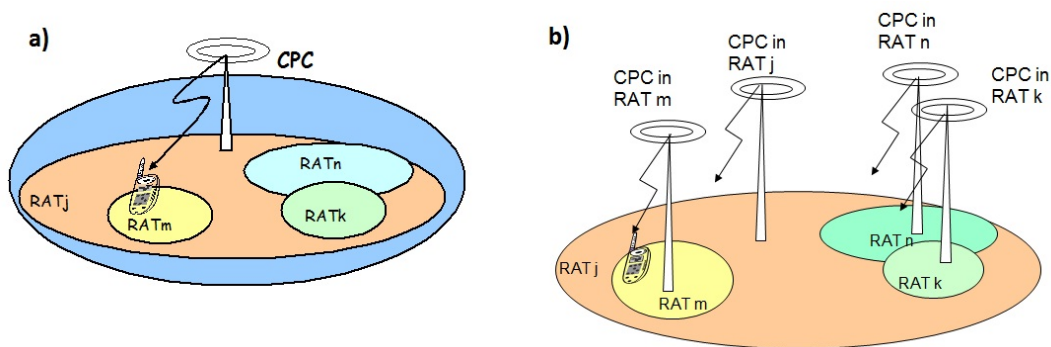 a)
CPC
RATn
RATj
RATm
RATk
b)
CPC in
RAT m
CPC in
RAT j
CPC in
RAT n
CPC in
RAT k
RAT j
RAT m
RAT n
RAT k